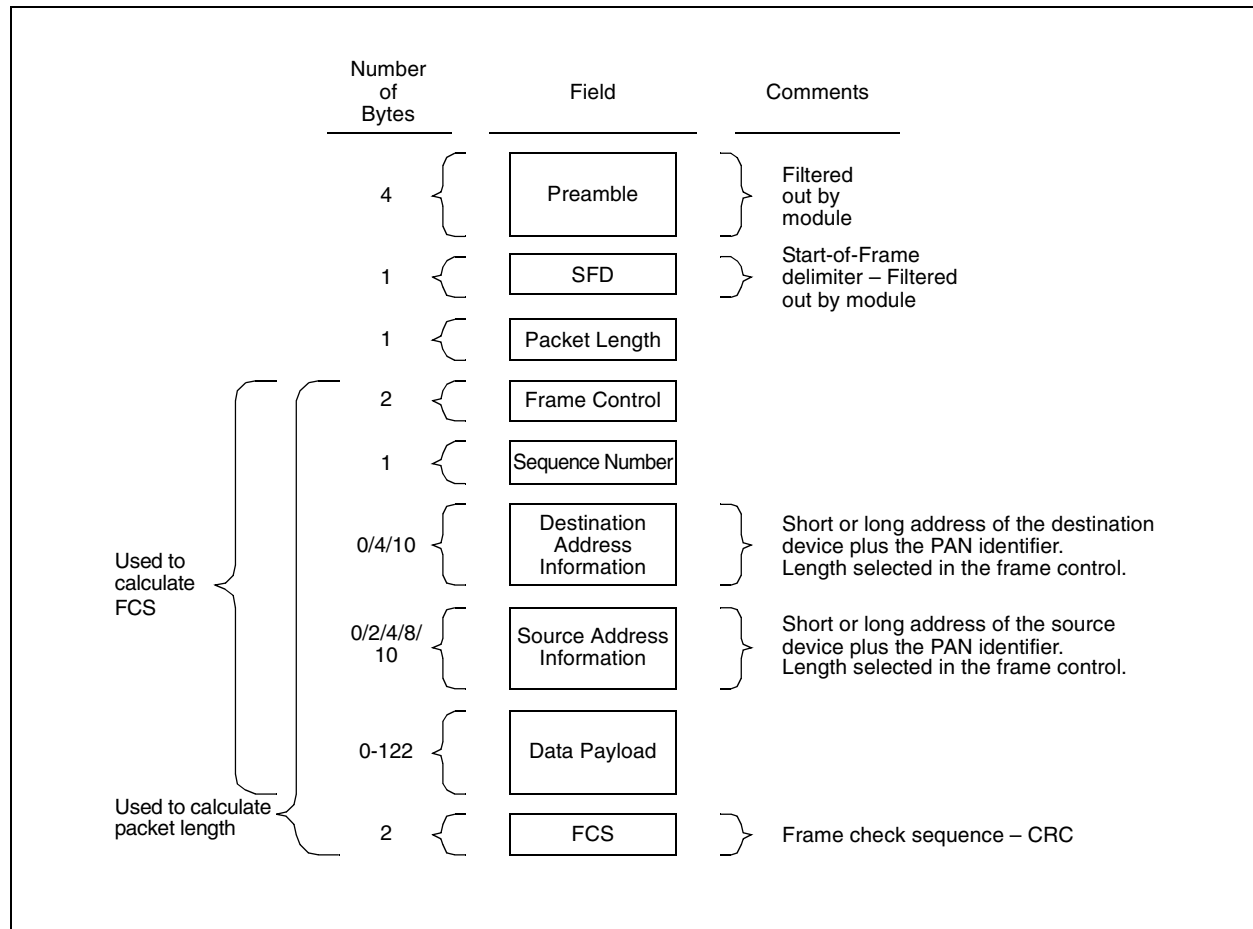 Number
of
Bytes
Field
Comments
4
Preamble
Filtered
out by
module
1
SFD
Start-of-Frame
delimiter – Filtered
out by module
1
Packet Length
2
Frame Control
1
Sequence Number
0/4/10
Destination
Address
Information
Short or long address of the destination
device plus the PAN identifier.
Length selected in the frame control.
Used to
calculate
FCS
0/2/4/8/
10
Source Address
Information
Short or long address of the source
device plus the PAN identifier.
Length selected in the frame control.
0-122
Data Payload
Used to calculate
packet length
2
FCS
Frame check sequence – CRC